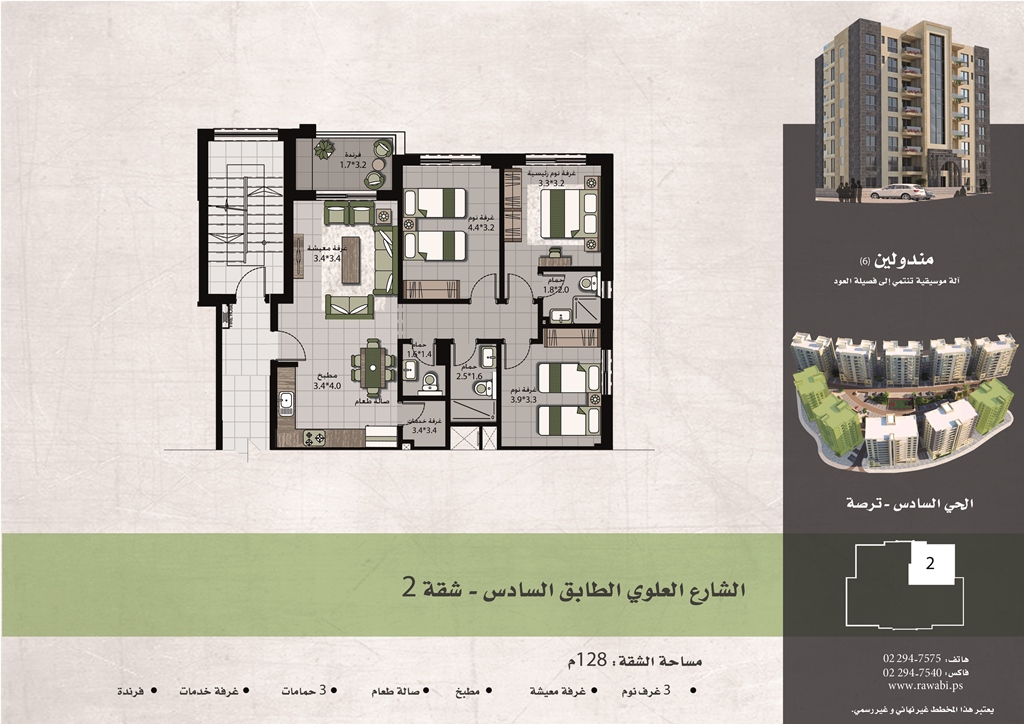 فرندة
1.7*3.2
غرفة نوم رئيسية
3.3*3.2
غرفة نوم
4.4*3.2
غرفة معيشة
3.4*3.4
حمام
1.8*2.0
حمام
1.6*1.4
حمام
2.5*1.6
مطبخ
3.4*4.0
صالة طعام
غرفة نوم
3.9*3.3
غرفة خدمات
3.4*3.4
مندولين (6)
آلة موسيقية تنتمي إلى فصيلة العود
الحي السادس - ترصة
2
الشارع العلوي الطابق السادس - شقة 2
مساحة الشقة: 128م
• 3 غرف نوم • غرفة معيشة • مطبخ • صالة طعام • 3 حمامات • غرفة خدمات • فرندة
هاتف: 02 294-7575
فاكس: 02 294-7540
www.rawabi.ps
يعتبر هذا المخطط غير نهائي و غير رسمي.